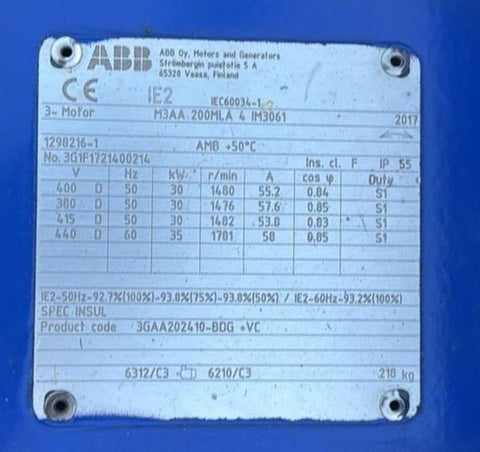 ABB
ABB Oy, Motors and Generators
Strömbergin puistotie 5 A
65320 Vaasa, Finland
CE IE2 IEC60034-1
3~ Motor M3AA 200MLA 4 IM3061 2017
1298216-1 AMB +50°C
No. 3G1F1721400214 Ins. cl. F IP 55
V Hz kW r/min A cos φ Duty
400 D 50 30 1480 55.2 0.84 S1
380 D 50 30 1476 57.6 0.85 S1
415 D 50 30 1482 53.8 0.83 S1
440 D 60 35 1781 58 0.85 S1
IE2-50Hz-92.7%(100%)-93.8%(75%)-93.8%(50%) / IE2-60Hz-93.2%(100%)
SPEC INSUL
Product code 3GAA202410-BDG +VC
6312/C3 6210/C3 218 kg